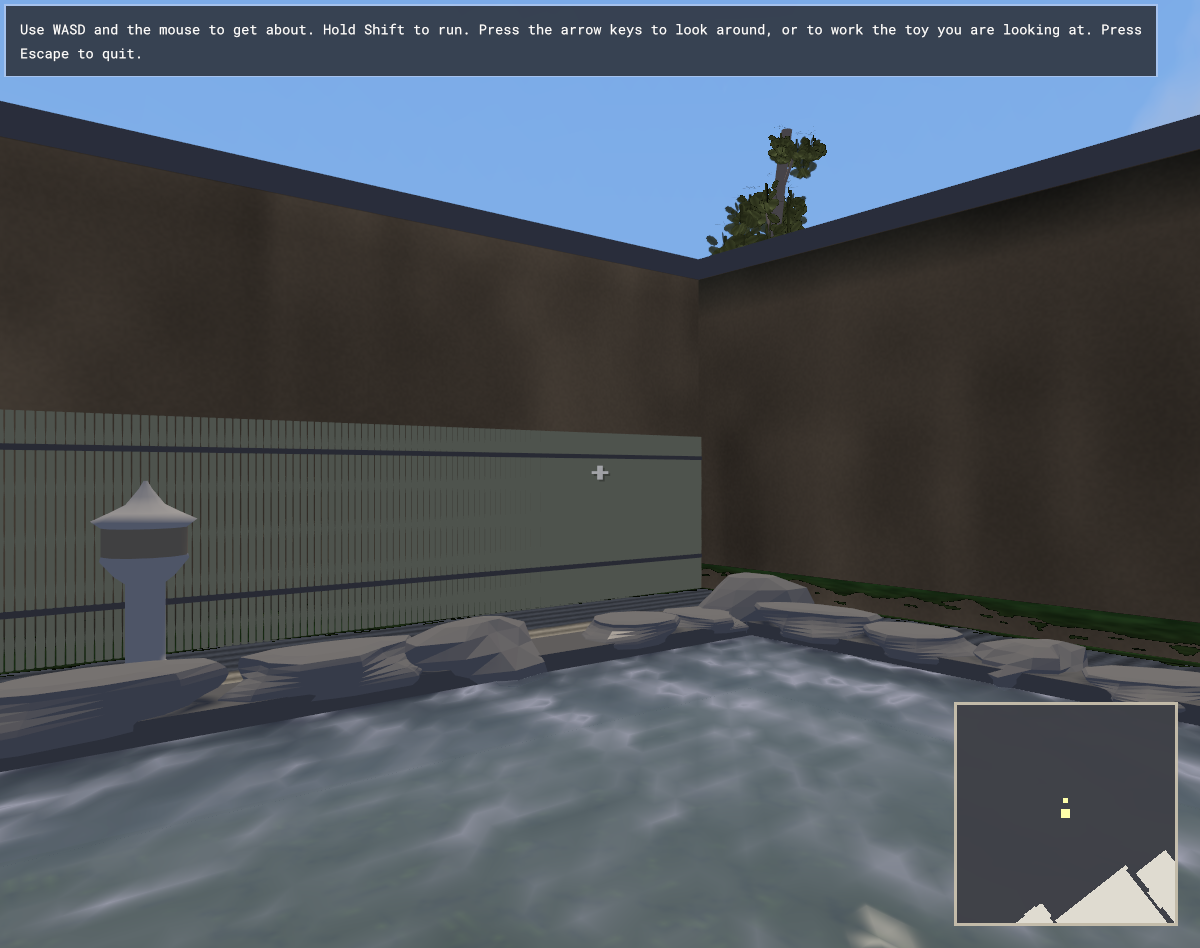 Use WASD and the mouse to get about. Hold Shift to run. Press the arrow keys to look around, or to work the toy you are looking at. Press
Escape to quit.